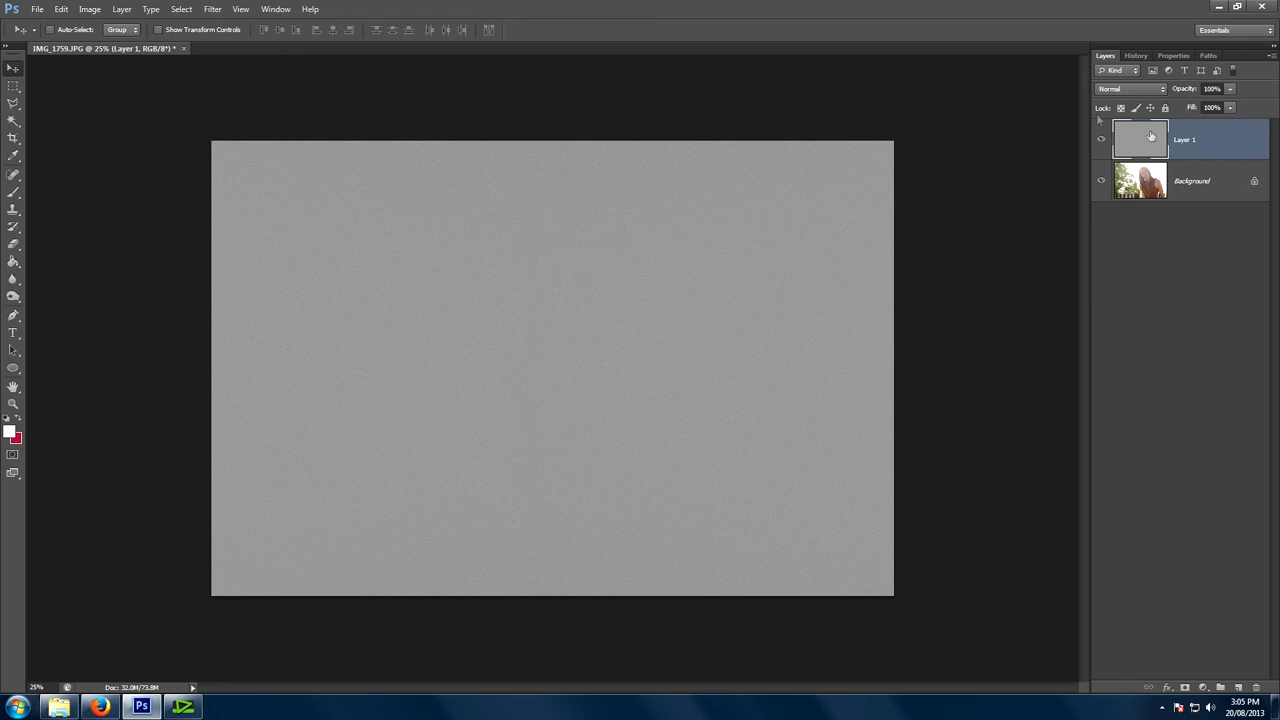 Ps File Edit Image Layer Type Select Filter View Window Help
Auto-Select: Group Show Transform Controls Essentials
IMG_1759.JPG @ 25% (Layer 1, RGB/8*) * ×
Layers History Properties Paths
Kind
Normal Opacity: 100%
Lock: Fill: 100%
Layer 1
Background
25% Doc: 32.0M/73.8M
Ps
3:05 PM
20/08/2013